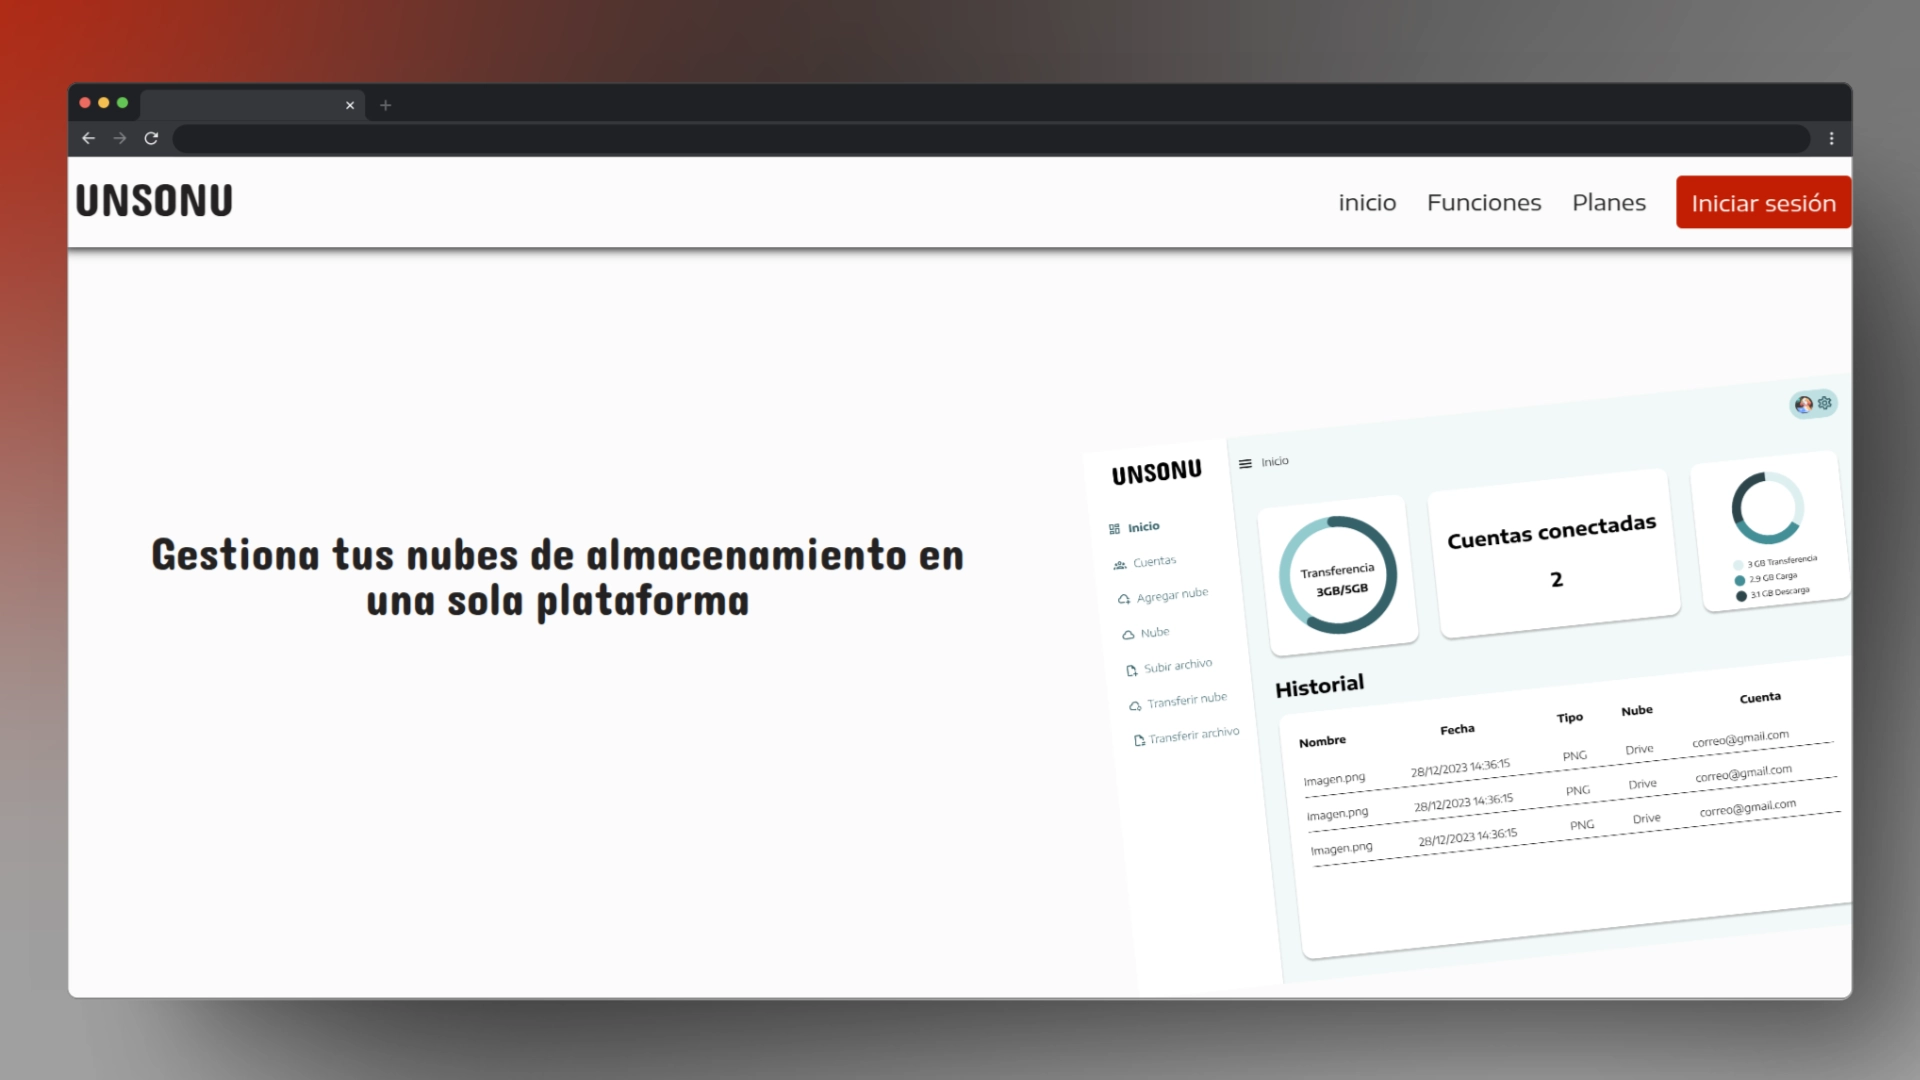 UNSONU
inicio Funciones Planes Iniciar sesión
Gestiona tus nubes de almacenamiento en
una sola plataforma
UNSONU
Inicio
Cuentas
Agregar nube
Nube
Subir archivo
Transferir nube
Transferir archivo
Inicio
Transferencia
3GB/5GB
Cuentas conectadas
2
3 GB Transferencia
2.9 GB Carga
3.1 GB Descarga
Historial
Nombre Fecha Tipo Nube Cuenta
Imagen.png 28/12/2023 14:36:15 PNG Drive correo@gmail.com
Imagen.png 28/12/2023 14:36:15 PNG Drive correo@gmail.com
Imagen.png 28/12/2023 14:36:15 PNG Drive correo@gmail.com